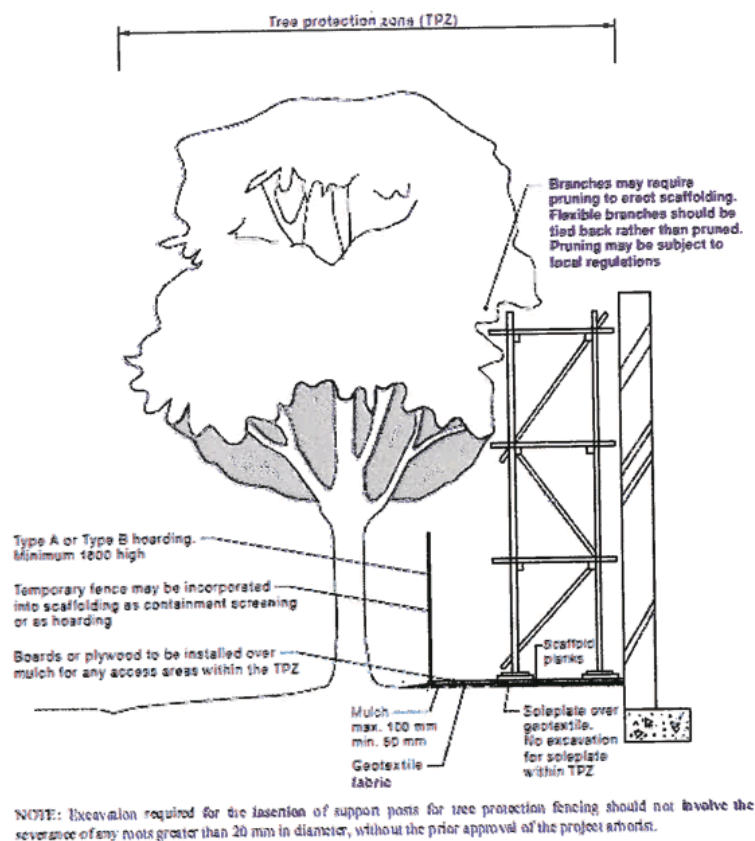 Tree protection zone (TPZ)
Branches may require
pruning to erect scaffolding.
Flexible branches should be
tied back rather than pruned.
Pruning may be subject to
local regulations
Type A or Type B hoarding.
Minimum 1800 high
Temporary fence may be incorporated
into scaffolding as containment screening
or as hoarding
Boards or plywood to be installed over
mulch for any access areas within the TPZ
Scaffold
planks
Mulch
max. 100 mm
min. 50 mm
Geotextile
fabric
Soleplate over
geotextile.
No excavation
for soleplate
within TPZ
NOTE: Excavation required for the insertion of support posts for tree protection fencing should not involve the
severance of any roots greater than 20 mm in diameter, without the prior approval of the project arborist.